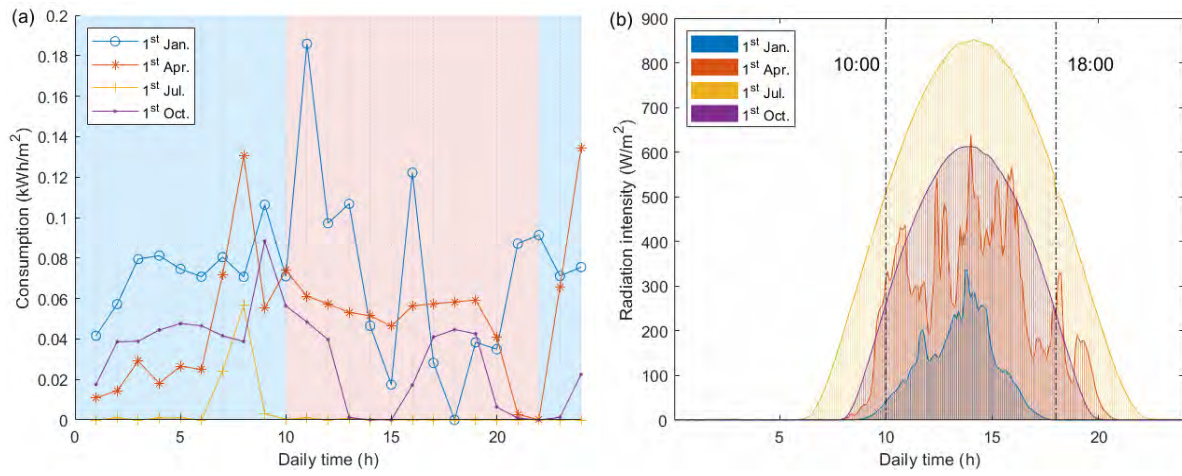 (a)
0.2
0.18
0.16
0.14
0.12
0.1
0.08
0.06
0.04
0.02
0
Consumption (kWh/m²)
1st Jan.
1st Apr.
1st Jul.
1st Oct.
0 5 10 15 20
Daily time (h)
(b)
900
800
700
600
500
400
300
200
100
0
Radiation intensity (W/m²)
1st Jan.
1st Apr.
1st Jul.
1st Oct.
10:00
18:00
5 10 15 20
Daily time (h)